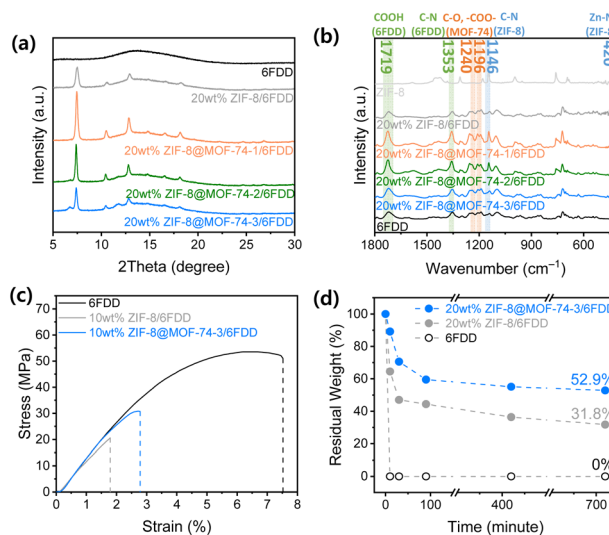 (a)
Intensity (a.u.)
6FDD
20wt% ZIF-8/6FDD
20wt% ZIF-8@MOF-74-1/6FDD
20wt% ZIF-8@MOF-74-2/6FDD
20wt% ZIF-8@MOF-74-3/6FDD
5 10 15 20 25 30
2Theta (degree)
(b)
COOH C-N C-O, -COO- C-N Zn-N
(6FDD) (6FDD) (MOF-74) (ZIF-8) (ZIF-8
1719 1353 1240 1196 1146 420
Intensity (a.u.)
ZIF-8
20wt% ZIF-8/6FDD
20wt% ZIF-8@MOF-74-1/6FDD
20wt% ZIF-8@MOF-74-2/6FDD
20wt% ZIF-8@MOF-74-3/6FDD
6FDD
1800 1500 1200 900 600
Wavenumber (cm⁻¹)
(c)
Stress (MPa)
70
60
50
40
30
20
10
0
6FDD
10wt% ZIF-8/6FDD
10wt% ZIF-8@MOF-74-3/6FDD
0 2 4 6 8
Strain (%)
(d)
Residual Weight (%)
100
80
60
40
20
0
20wt% ZIF-8@MOF-74-3/6FDD
20wt% ZIF-8/6FDD
6FDD
52.9%
31.8%
0%
0 100 400 700
Time (minute)